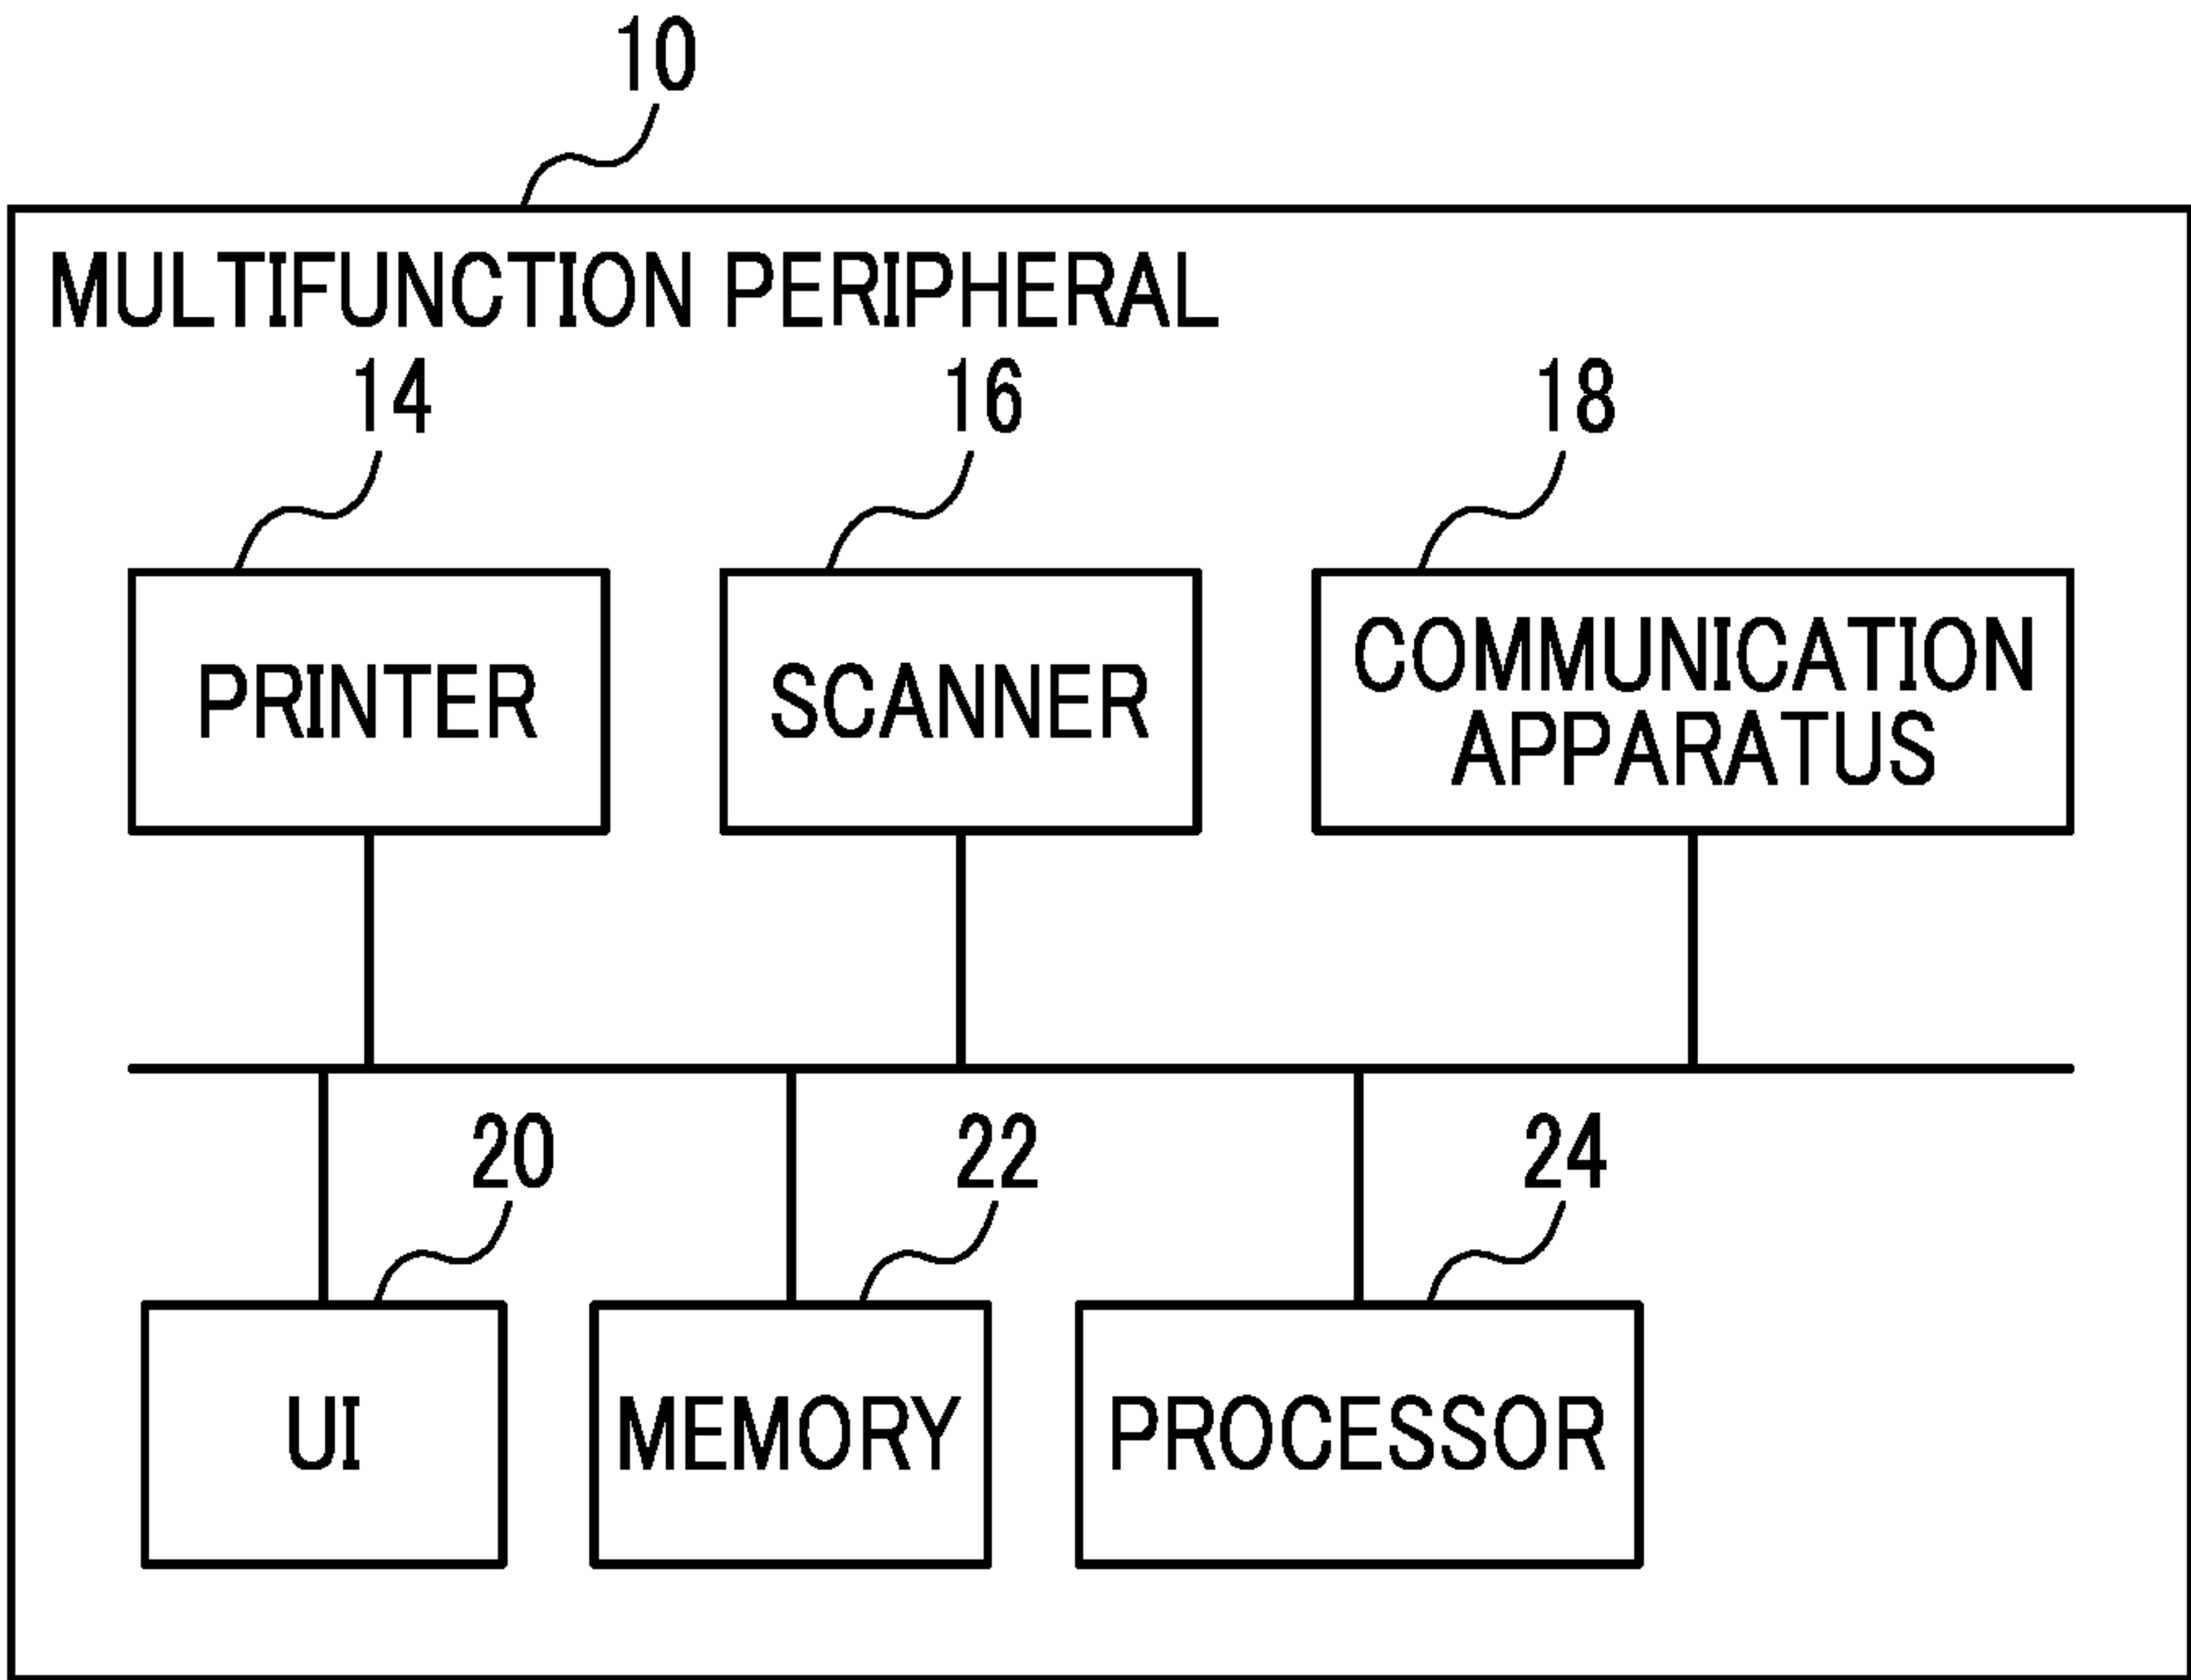 10
MULTIFUNCTION PERIPHERAL
14 16 18
PRINTER SCANNER COMMUNICATION
APPARATUS
20 22 24
UI MEMORY PROCESSOR